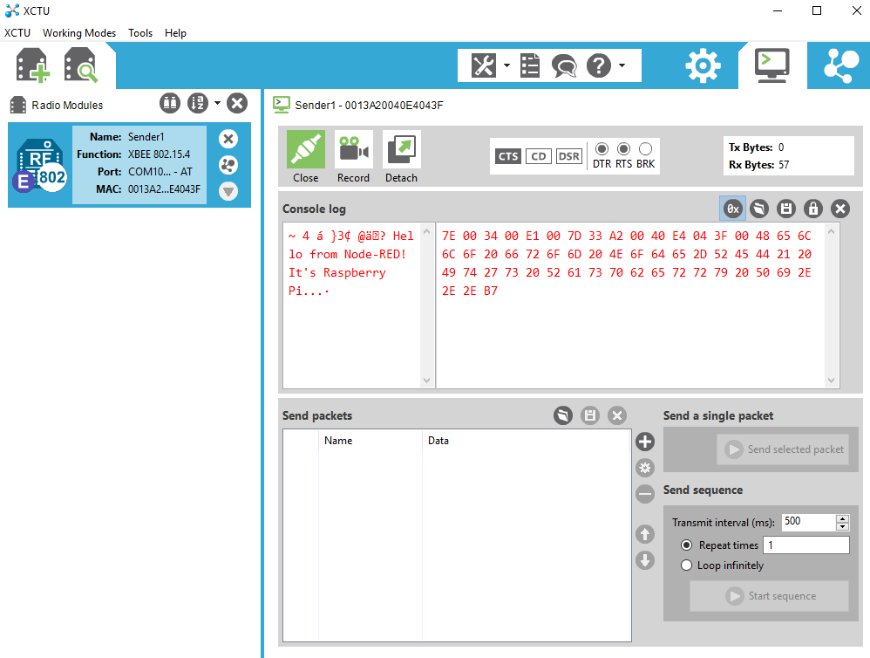 XCTU
XCTU Working Modes Tools Help
Radio Modules
Name: Sender1
Function: XBEE 802.15.4
Port: COM10... - AT
MAC: 0013A2...E4043F
RF
E 802
Sender1 - 0013A20040E4043F
Close Record Detach
CTS CD DSR
DTR RTS BRK
Tx Bytes: 0
Rx Bytes: 57
Console log
0x
~ 4 á }3¢ @ä? Hel
lo from Node-RED!
It's Raspberry
Pi...·
7E 00 34 00 E1 00 7D 33 A2 00 40 E4 04 3F 00 48 65 6C
6C 6F 20 66 72 6F 6D 20 4E 6F 64 65 2D 52 45 44 21 20
49 74 27 73 20 52 61 73 70 62 65 72 72 79 20 50 69 2E
2E 2E B7
Send packets
Name Data
Send a single packet
Send selected packet
Send sequence
Transmit interval (ms): 500
Repeat times 1
Loop infinitely
Start sequence